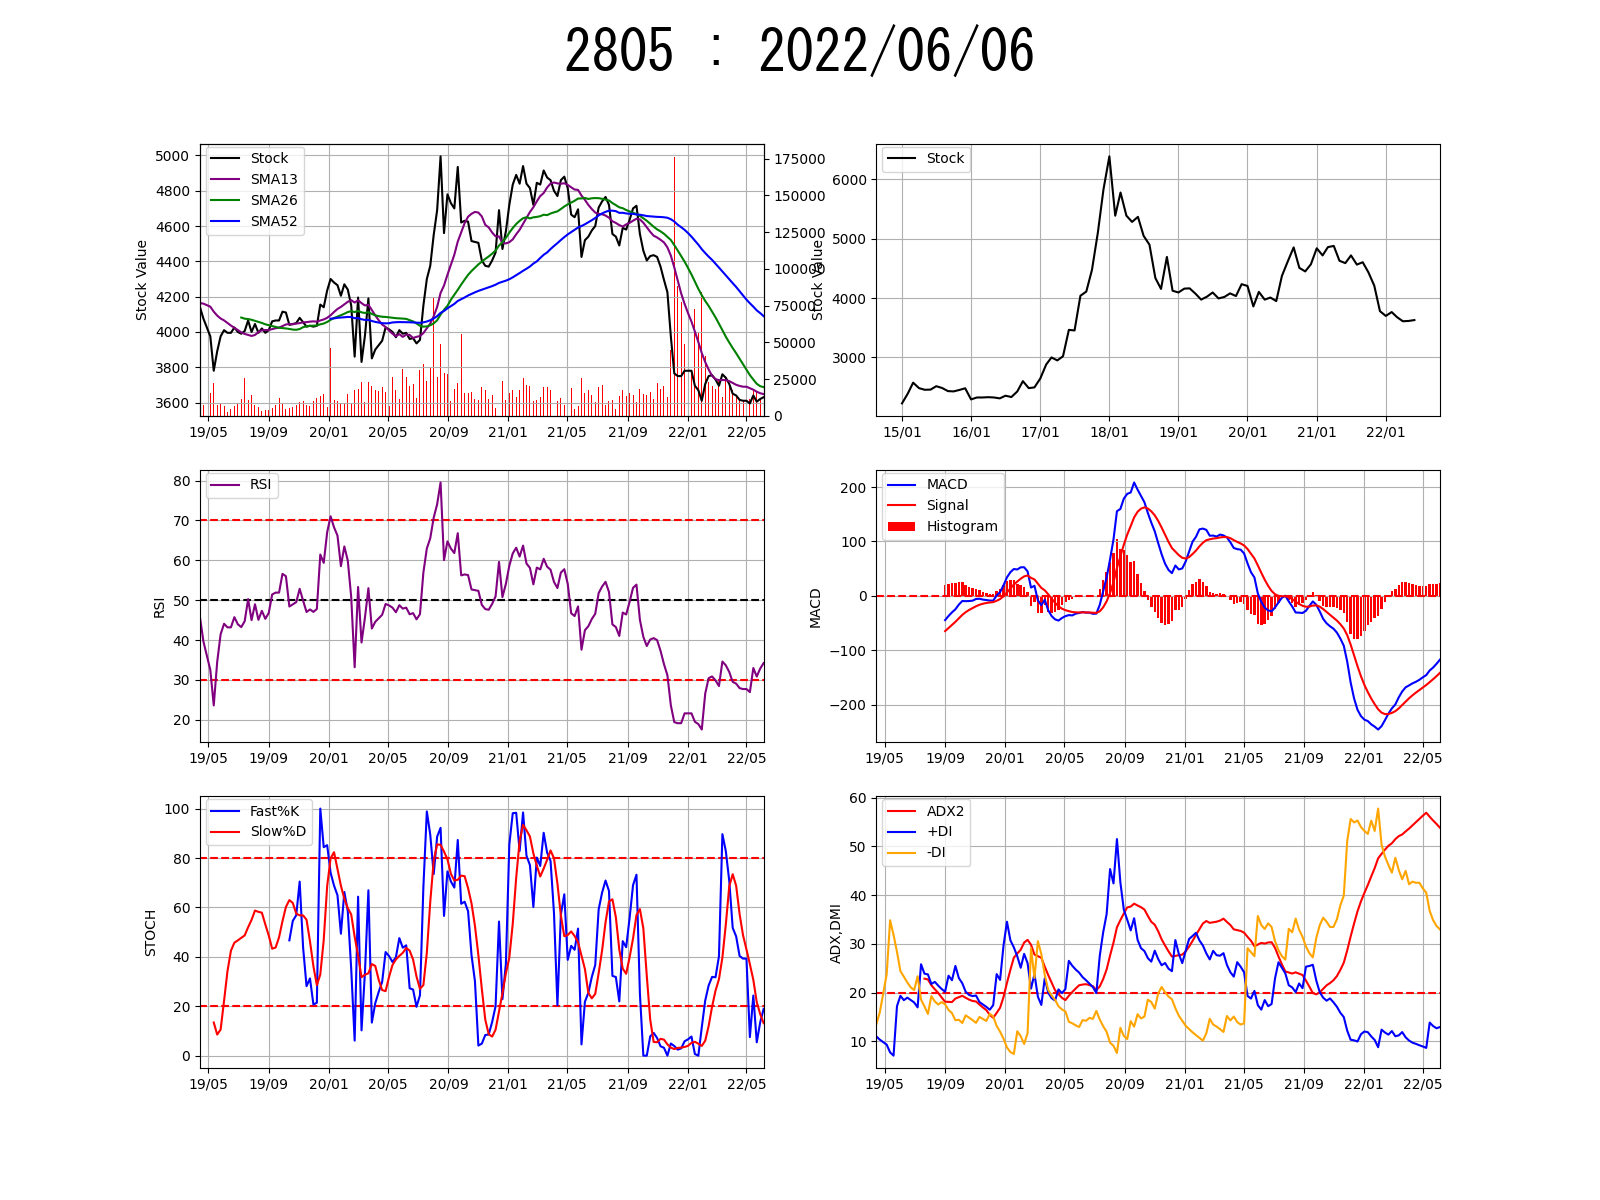 2805 : 2022/06/06
Stock Value
5000
4800
4600
4400
4200
4000
3800
3600
Stock
SMA13
SMA26
SMA52
175000
150000
125000
100000
75000
50000
25000
0
19/05 19/09 20/01 20/05 20/09 21/01 21/05 21/09 22/01 22/05
Stock Value
6000
5000
4000
3000
Stock
15/01 16/01 17/01 18/01 19/01 20/01 21/01 22/01
RSI
80
70
60
50
40
30
20
RSI
19/05 19/09 20/01 20/05 20/09 21/01 21/05 21/09 22/01 22/05
MACD
200
100
0
−100
−200
MACD
Signal
Histogram
19/05 19/09 20/01 20/05 20/09 21/01 21/05 21/09 22/01 22/05
STOCH
100
80
60
40
20
0
Fast%K
Slow%D
19/05 19/09 20/01 20/05 20/09 21/01 21/05 21/09 22/01 22/05
ADX,DMI
60
50
40
30
20
10
ADX2
+DI
-DI
19/05 19/09 20/01 20/05 20/09 21/01 21/05 21/09 22/01 22/05